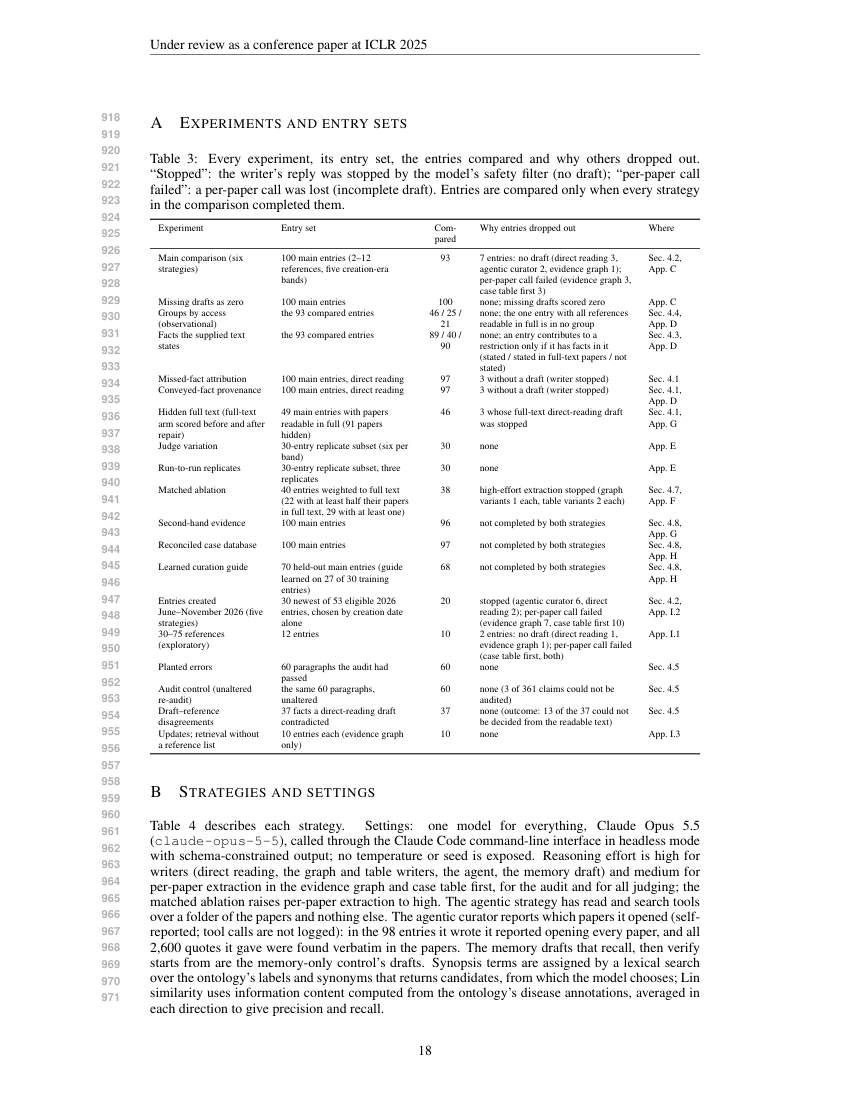 Under review as a conference paper at ICLR 2025
918
919
920
921
922
923
924
925
926
927
928
929
930
931
932
933
934
935
936
937
938
939
940
941
942
943
944
945
946
947
948
949
950
951
952
953
954
955
956
957
958
959
960
961
962
963
964
965
966
967
968
969
970
971
A EXPERIMENTS AND ENTRY SETS
Table 3: Every experiment, its entry set, the entries compared and why others dropped out.
“Stopped”: the writer’s reply was stopped by the model’s safety filter (no draft); “per-paper call
failed”: a per-paper call was lost (incomplete draft). Entries are compared only when every strategy
in the comparison completed them.
Experiment Entry set Com- Why entries dropped out Where
pared
Main comparison (six 100 main entries (2–12 93 7 entries: no draft (direct reading 3, Sec. 4.2,
strategies) references, five creation-era agentic curator 2, evidence graph 1); App. C
bands) per-paper call failed (evidence graph 3,
case table first 3)
Missing drafts as zero 100 main entries 100 none; missing drafts scored zero App. C
Groups by access the 93 compared entries 46 / 25 / none; the one entry with all references Sec. 4.4,
(observational) 21 readable in full is in no group App. D
Facts the supplied text the 93 compared entries 89 / 40 / none; an entry contributes to a Sec. 4.3,
states 90 restriction only if it has facts in it App. D
(stated / stated in full-text papers / not
stated)
Missed-fact attribution 100 main entries, direct reading 97 3 without a draft (writer stopped) Sec. 4.1
Conveyed-fact provenance 100 main entries, direct reading 97 3 without a draft (writer stopped) Sec. 4.1,
App. D
Hidden full text (full-text 49 main entries with papers 46 3 whose full-text direct-reading draft Sec. 4.1,
arm scored before and after readable in full (91 papers was stopped App. G
repair) hidden)
Judge variation 30-entry replicate subset (six per 30 none App. E
band)
Run-to-run replicates 30-entry replicate subset, three 30 none App. E
replicates
Matched ablation 40 entries weighted to full text 38 high-effort extraction stopped (graph Sec. 4.7,
(22 with at least half their papers variants 1 each, table variants 2 each) App. F
in full text, 29 with at least one)
Second-hand evidence 100 main entries 96 not completed by both strategies Sec. 4.8,
App. G
Reconciled case database 100 main entries 97 not completed by both strategies Sec. 4.8,
App. H
Learned curation guide 70 held-out main entries (guide 68 not completed by both strategies Sec. 4.8,
learned on 27 of 30 training App. H
entries)
Entries created 30 newest of 53 eligible 2026 20 stopped (agentic curator 6, direct Sec. 4.2,
June–November 2026 (five entries, chosen by creation date reading 2); per-paper call failed App. I.2
strategies) alone (evidence graph 7, case table first 10)
30–75 references 12 entries 10 2 entries: no draft (direct reading 1, App. I.1
(exploratory) evidence graph 1); per-paper call failed
(case table first, both)
Planted errors 60 paragraphs the audit had 60 none Sec. 4.5
passed
Audit control (unaltered the same 60 paragraphs, 60 none (3 of 361 claims could not be Sec. 4.5
re-audit) unaltered audited)
Draft–reference 37 facts a direct-reading draft 37 none (outcome: 13 of the 37 could not Sec. 4.5
disagreements contradicted be decided from the readable text)
Updates; retrieval without 10 entries each (evidence graph 10 none App. I.3
a reference list only)
B STRATEGIES AND SETTINGS
Table 4 describes each strategy. Settings: one model for everything, Claude Opus 5.5
(claude-opus-5-5), called through the Claude Code command-line interface in headless mode
with schema-constrained output; no temperature or seed is exposed. Reasoning effort is high for
writers (direct reading, the graph and table writers, the agent, the memory draft) and medium for
per-paper extraction in the evidence graph and case table first, for the audit and for all judging; the
matched ablation raises per-paper extraction to high. The agentic strategy has read and search tools
over a folder of the papers and nothing else. The agentic curator reports which papers it opened (self-
reported; tool calls are not logged): in the 98 entries it wrote it reported opening every paper, and all
2,600 quotes it gave were found verbatim in the papers. The memory drafts that recall, then verify
starts from are the memory-only control’s drafts. Synopsis terms are assigned by a lexical search
over the ontology’s labels and synonyms that returns candidates, from which the model chooses; Lin
similarity uses information content computed from the ontology’s disease annotations, averaged in
each direction to give precision and recall.
18